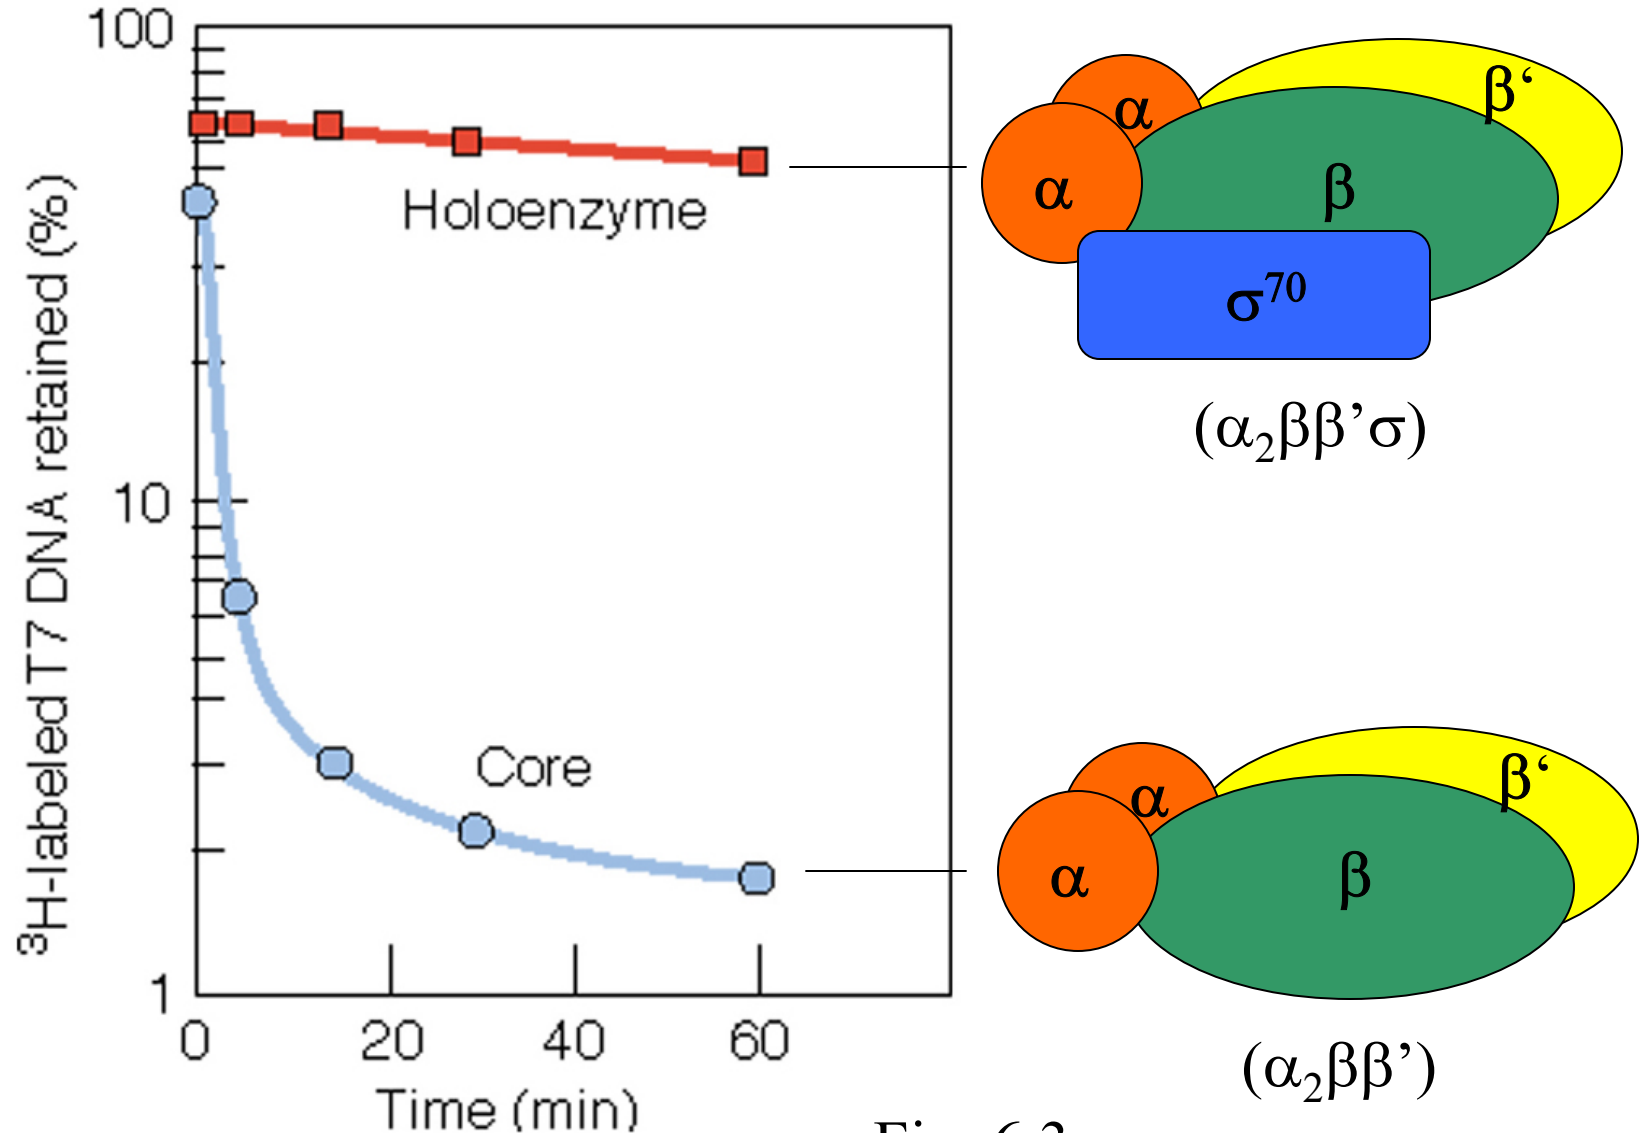 100
10
1
³H-labeled T7 DNA retained (%)
Holoenzyme
Core
0 20 40 60
Time (min)
α
α
β
β‘
σ⁷⁰
(α₂ββ’σ)
α
α
β
β‘
(α₂ββ’)